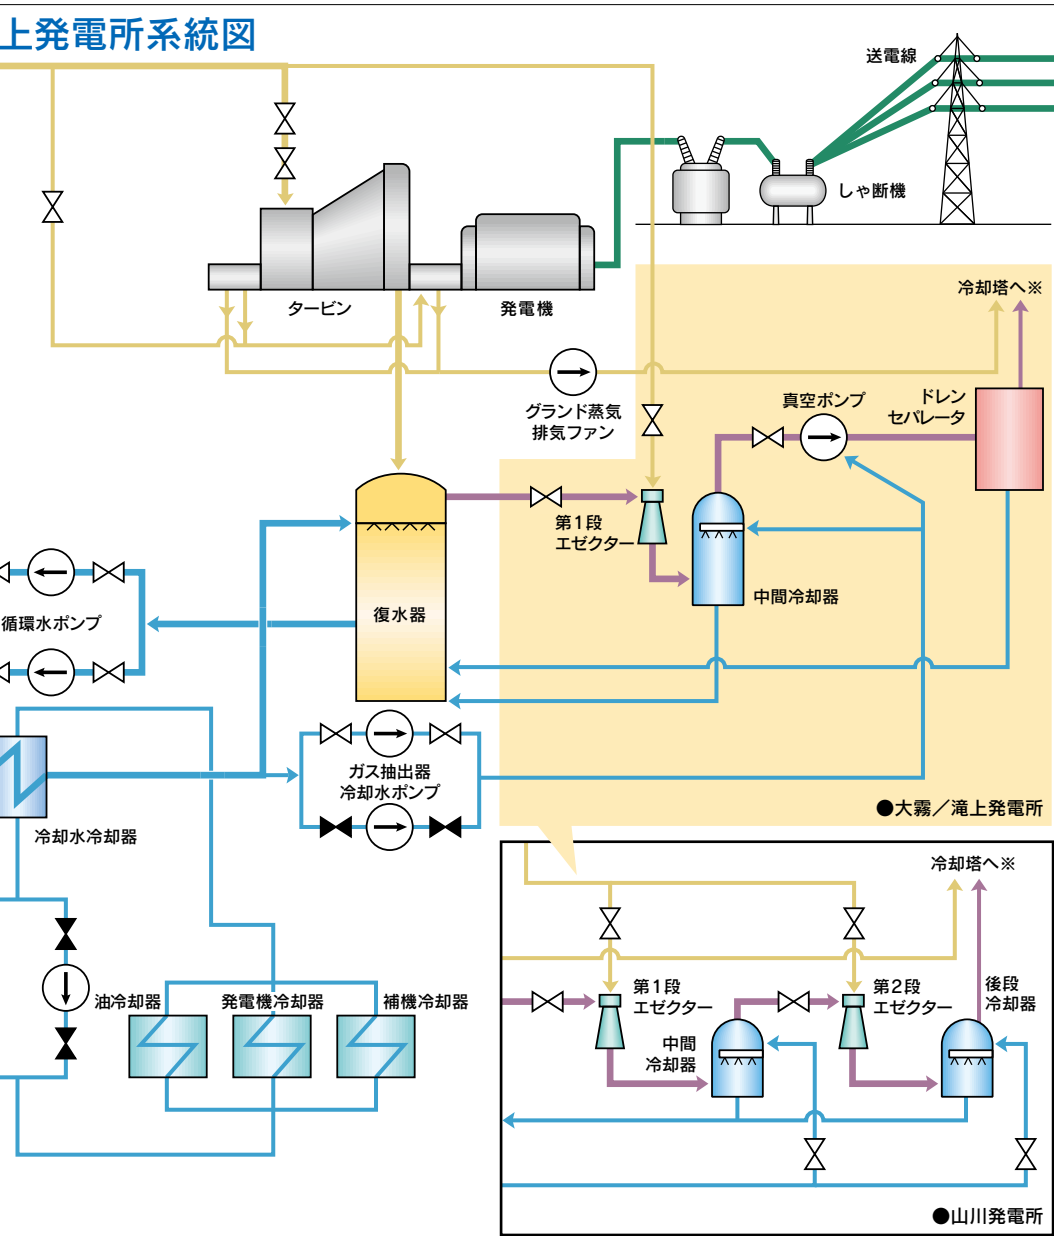 上発電所系統図
送電線
しゃ断機
タービン
発電機
冷却塔へ※
グランド蒸気
排気ファン
真空ポンプ
ドレン
セパレータ
第1段
エゼクター
中間冷却器
復水器
循環水ポンプ
ガス抽出器
冷却水ポンプ
●大霧／滝上発電所
冷却水冷却器
油冷却器
発電機冷却器
補機冷却器
冷却塔へ※
第1段
エゼクター
第2段
エゼクター
後段
冷却器
中間
冷却器
●山川発電所